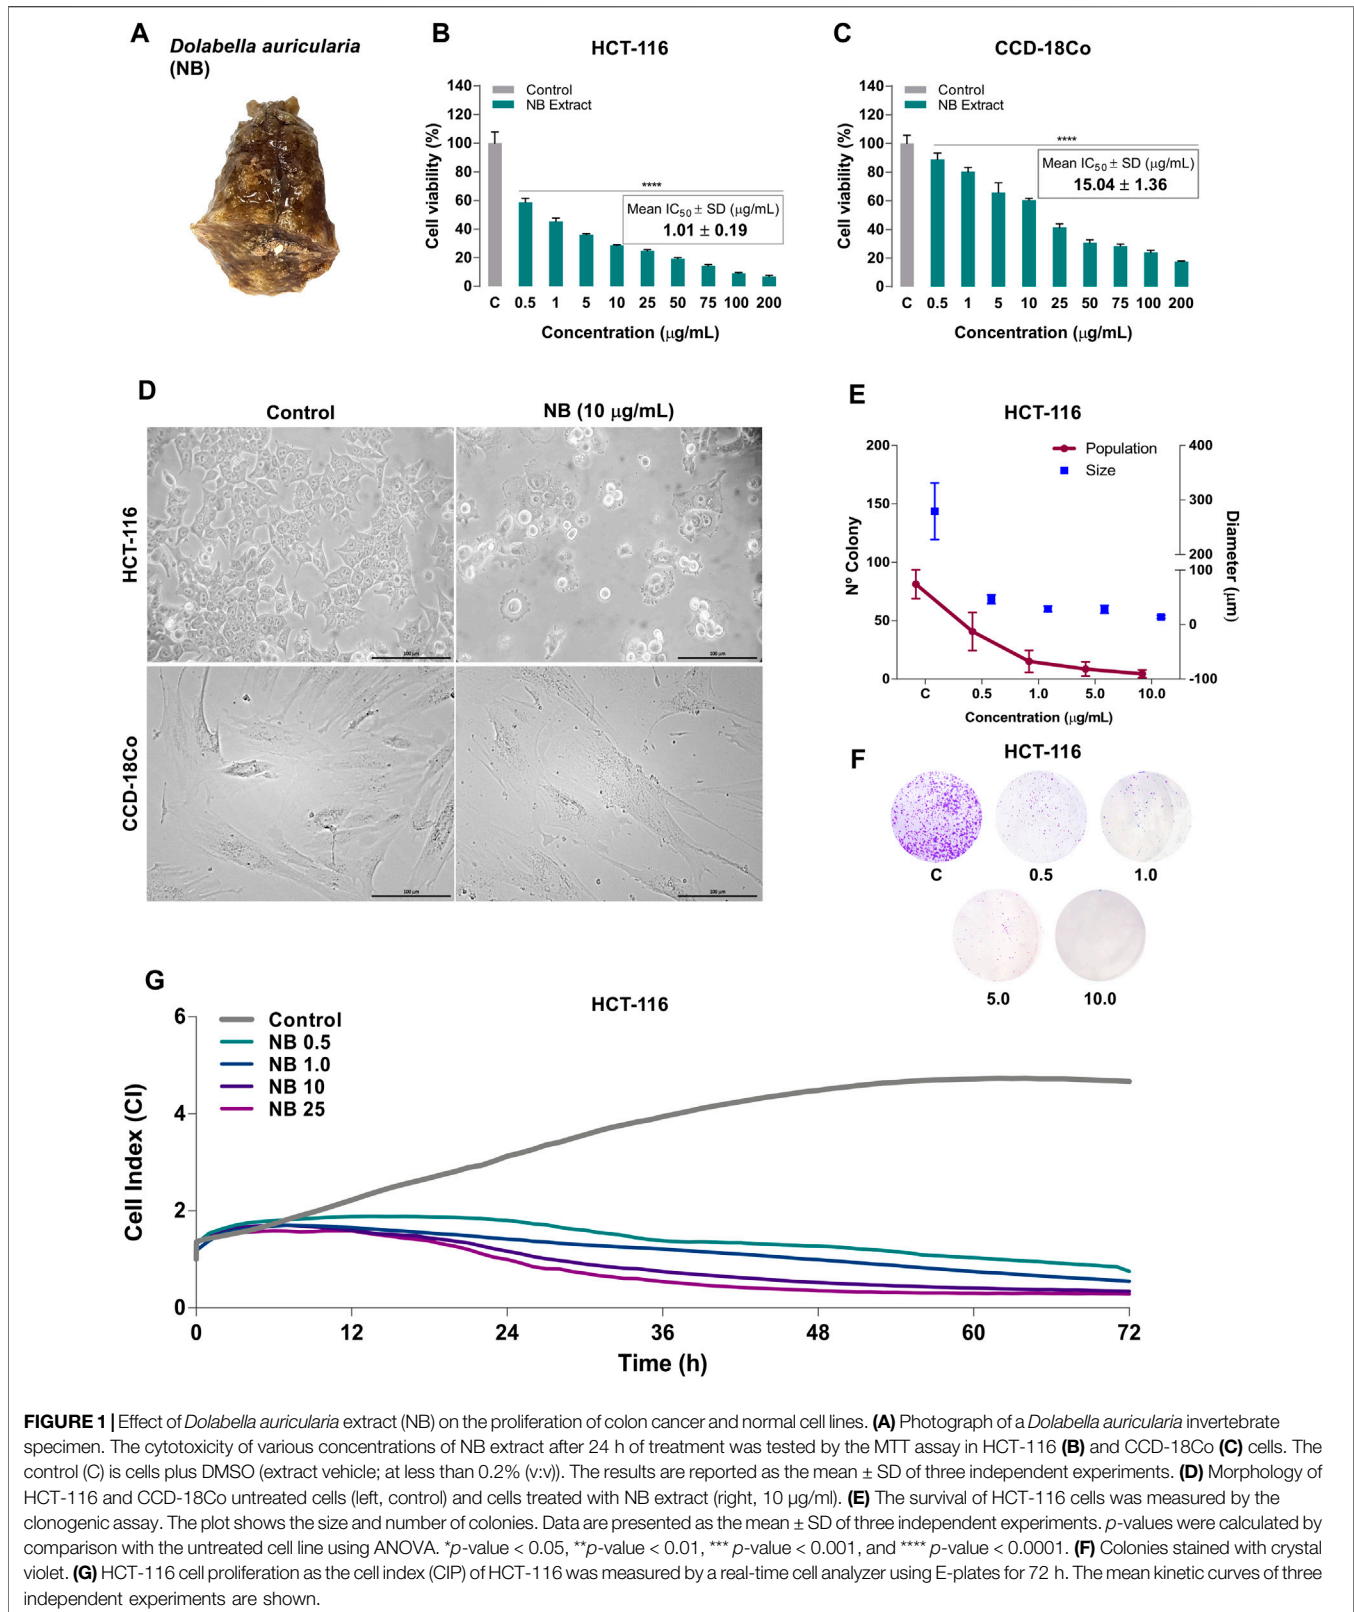 A
Dolabella auricularia
(NB)
B
HCT-116
Control
NB Extract
Cell viability (%)
140
120
100
80
60
40
20
0
****
Mean IC50 ± SD (µg/mL)
1.01 ± 0.19
C 0.5 1 5 10 25 50 75 100 200
Concentration (µg/mL)
C
CCD-18Co
Control
NB Extract
Cell viability (%)
140
120
100
80
60
40
20
0
****
Mean IC50 ± SD (µg/mL)
15.04 ± 1.36
C 0.5 1 5 10 25 50 75 100 200
Concentration (µg/mL)
D
Control
NB (10 µg/mL)
HCT-116
100 µm
100 µm
CCD-18Co
100 µm
100 µm
E
HCT-116
Population
Size
Nº Colony
200
150
100
50
0
400
300
200
100
0
-100
Diameter (µm)
C 0.5 1.0 5.0 10.0
Concentration (µg/mL)
F
HCT-116
C 0.5 1.0
5.0 10.0
G
HCT-116
Control
NB 0.5
NB 1.0
NB 10
NB 25
Cell Index (CI)
6
4
2
0
0 12 24 36 48 60 72
Time (h)
FIGURE 1 | Effect of Dolabella auricularia extract (NB) on the proliferation of colon cancer and normal cell lines. (A) Photograph of a Dolabella auricularia invertebrate
specimen. The cytotoxicity of various concentrations of NB extract after 24 h of treatment was tested by the MTT assay in HCT-116 (B) and CCD-18Co (C) cells. The
control (C) is cells plus DMSO (extract vehicle; at less than 0.2% (v:v)). The results are reported as the mean ± SD of three independent experiments. (D) Morphology of
HCT-116 and CCD-18Co untreated cells (left, control) and cells treated with NB extract (right, 10 µg/ml). (E) The survival of HCT-116 cells was measured by the
clonogenic assay. The plot shows the size and number of colonies. Data are presented as the mean ± SD of three independent experiments. p-values were calculated by
comparison with the untreated cell line using ANOVA. *p-value < 0.05, **p-value < 0.01, *** p-value < 0.001, and **** p-value < 0.0001. (F) Colonies stained with crystal
violet. (G) HCT-116 cell proliferation as the cell index (CIP) of HCT-116 was measured by a real-time cell analyzer using E-plates for 72 h. The mean kinetic curves of three
independent experiments are shown.